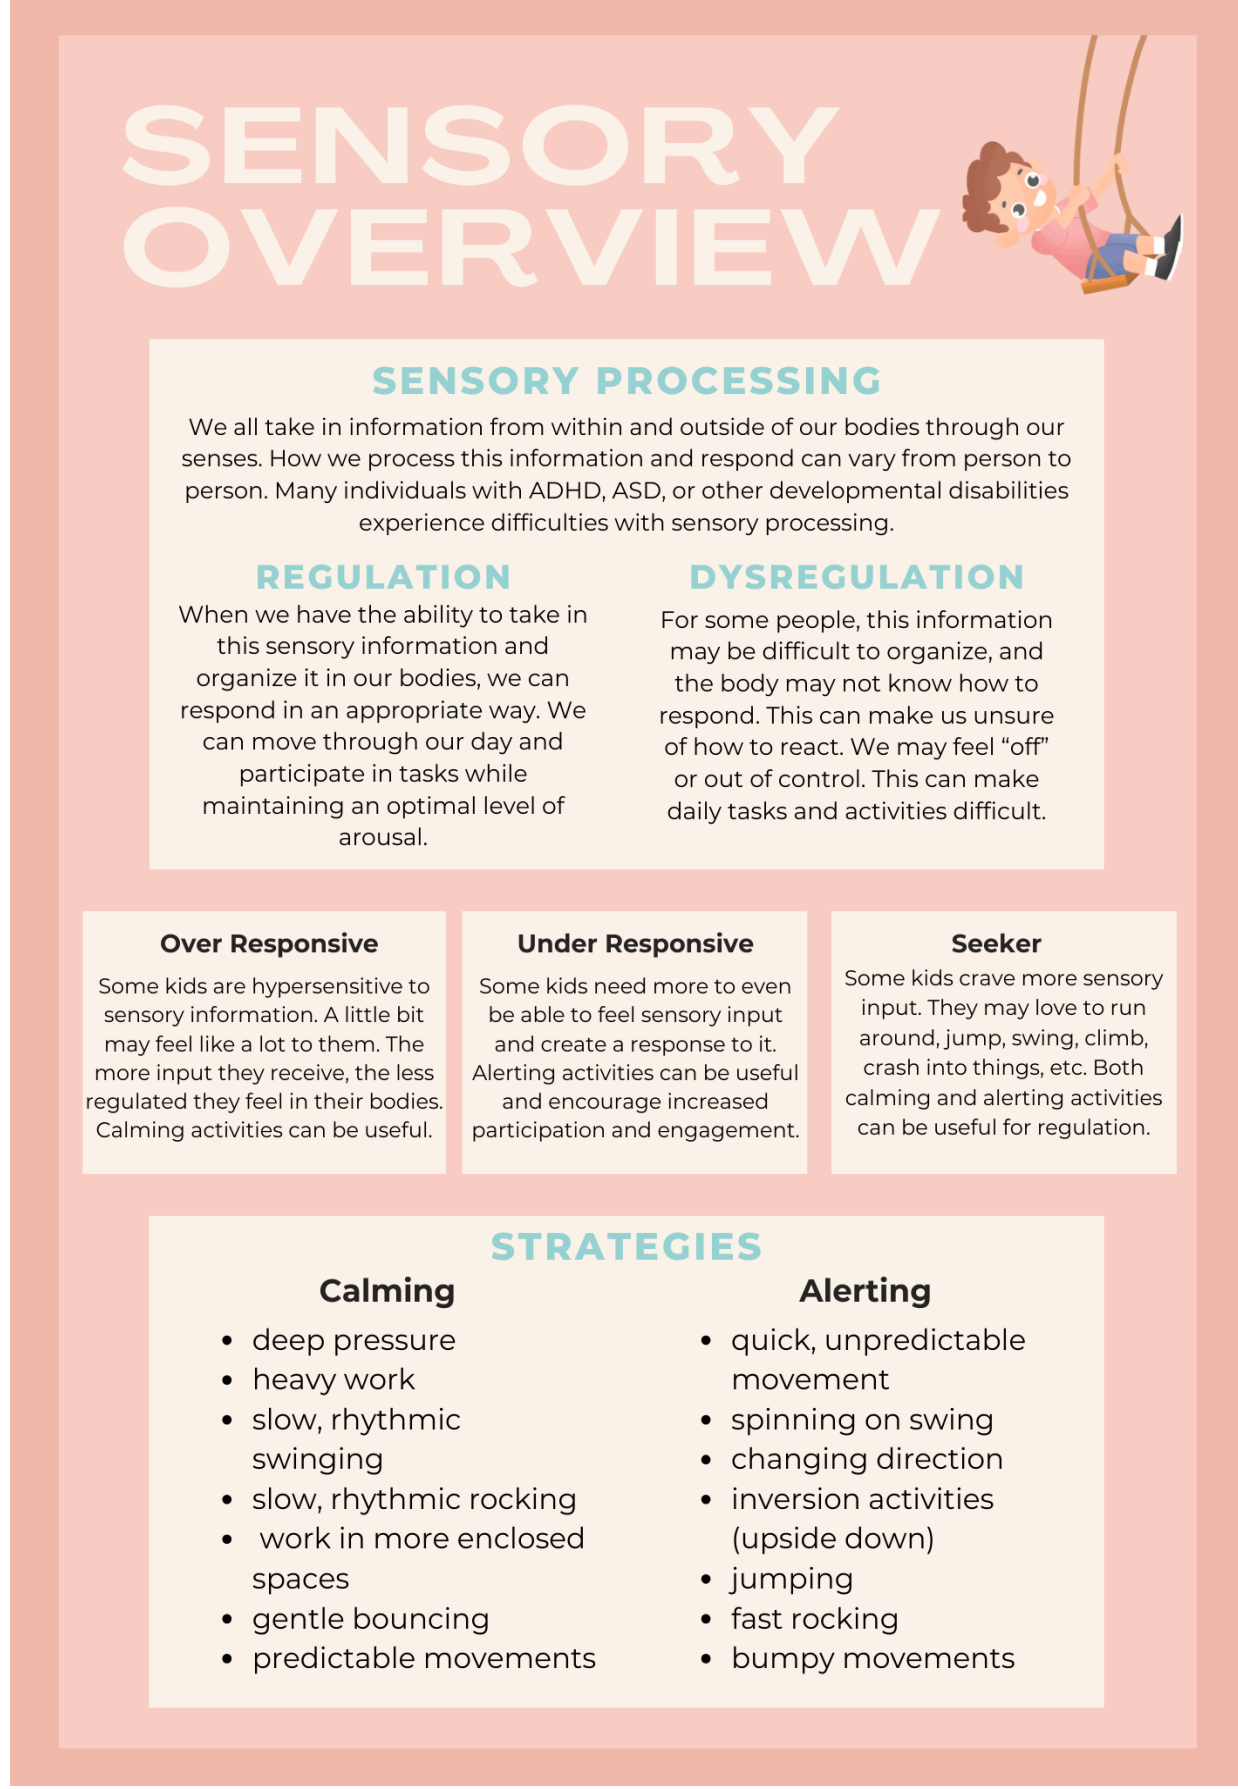 SENSORY
OVERVIEW
SENSORY PROCESSING
We all take in information from within and outside of our bodies through our
senses. How we process this information and respond can vary from person to
person. Many individuals with ADHD, ASD, or other developmental disabilities
experience difficulties with sensory processing.
REGULATION
When we have the ability to take in
this sensory information and
organize it in our bodies, we can
respond in an appropriate way. We
can move through our day and
participate in tasks while
maintaining an optimal level of
arousal.
DYSREGULATION
For some people, this information
may be difficult to organize, and
the body may not know how to
respond. This can make us unsure
of how to react. We may feel “off”
or out of control. This can make
daily tasks and activities difficult.
Over Responsive
Some kids are hypersensitive to
sensory information. A little bit
may feel like a lot to them. The
more input they receive, the less
regulated they feel in their bodies.
Calming activities can be useful.
Under Responsive
Some kids need more to even
be able to feel sensory input
and create a response to it.
Alerting activities can be useful
and encourage increased
participation and engagement.
Seeker
Some kids crave more sensory
input. They may love to run
around, jump, swing, climb,
crash into things, etc. Both
calming and alerting activities
can be useful for regulation.
STRATEGIES
Calming
• deep pressure
• heavy work
• slow, rhythmic
swinging
• slow, rhythmic rocking
• work in more enclosed
spaces
• gentle bouncing
• predictable movements
Alerting
• quick, unpredictable
movement
• spinning on swing
• changing direction
• inversion activities
(upside down)
• jumping
• fast rocking
• bumpy movements